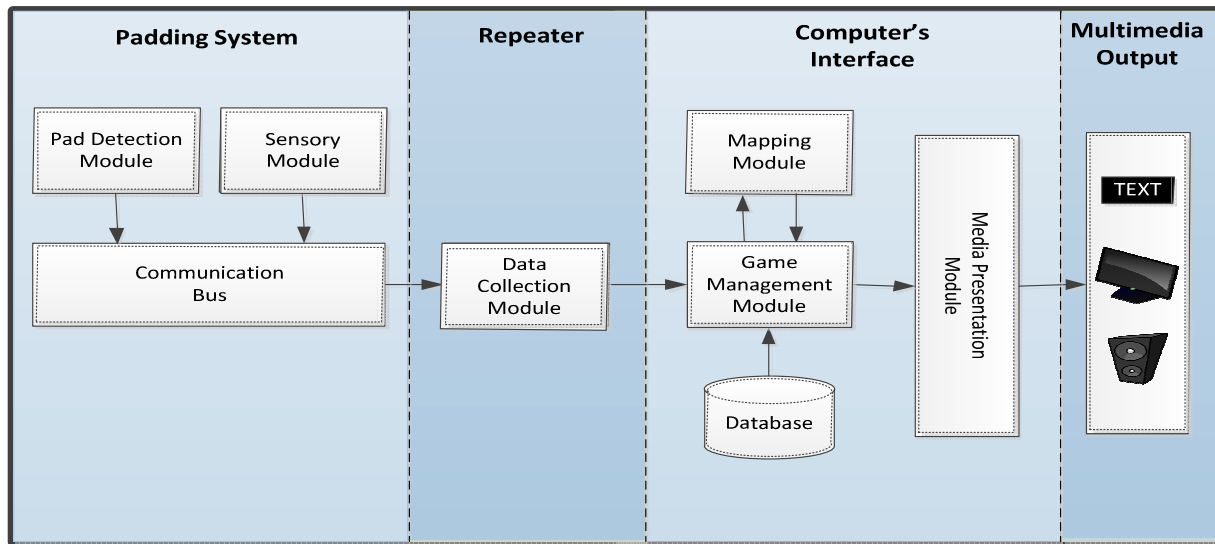 Padding System
Repeater
Computer's
Interface
Multimedia
Output
Pad Detection
Module
Sensory
Module
Mapping
Module
Communication
Bus
Data
Collection
Module
Game
Management
Module
Media Presentation
Module
TEXT
Database